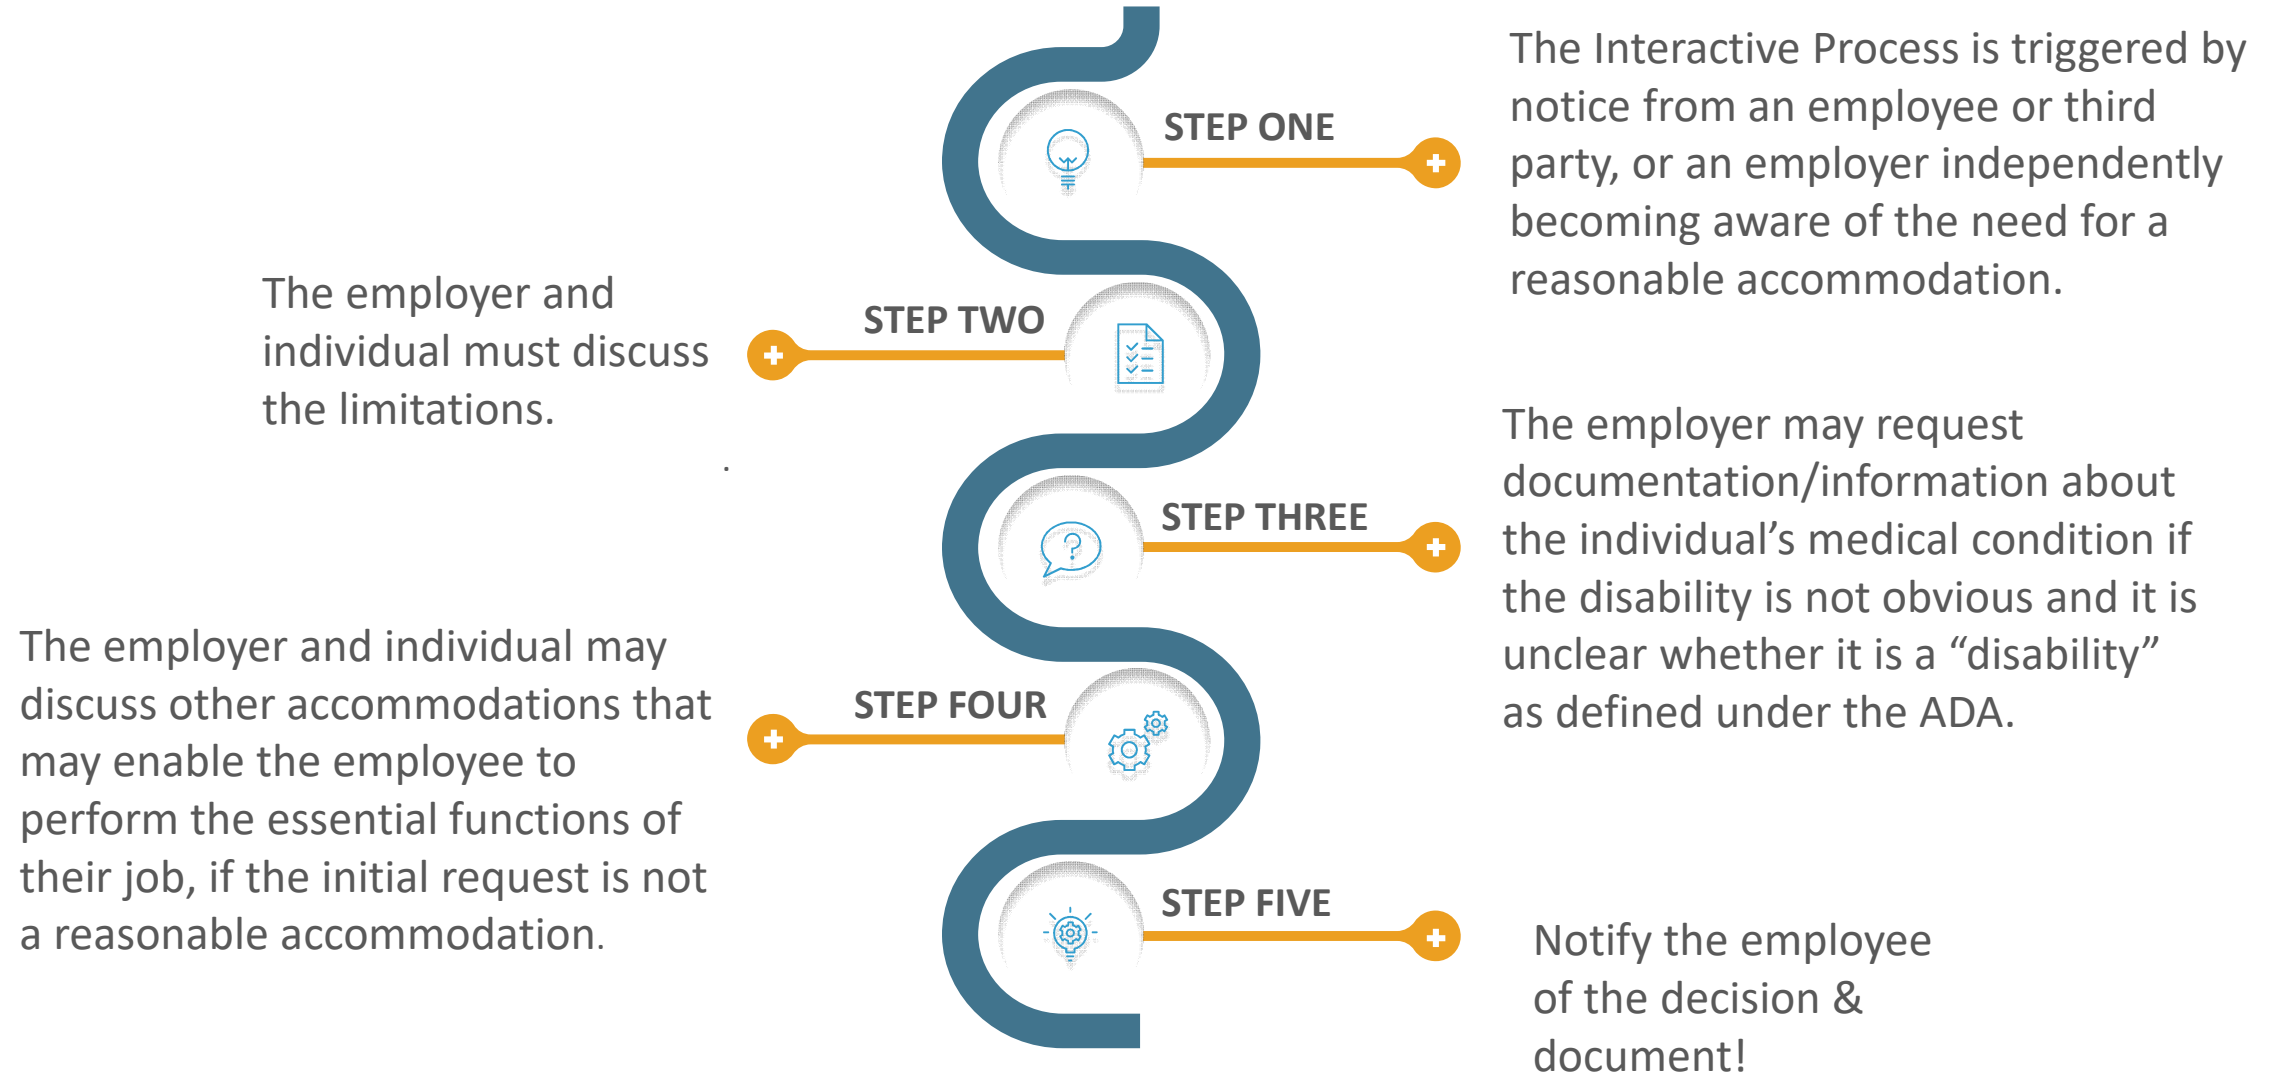 STEP ONE
The Interactive Process is triggered by
notice from an employee or third
party, or an employer independently
becoming aware of the need for a
reasonable accommodation.
STEP TWO
The employer and
individual must discuss
the limitations.
.
STEP THREE
The employer may request
documentation/information about
the individual’s medical condition if
the disability is not obvious and it is
unclear whether it is a “disability”
as defined under the ADA.
STEP FOUR
The employer and individual may
discuss other accommodations that
may enable the employee to
perform the essential functions of
their job, if the initial request is not
a reasonable accommodation.
STEP FIVE
Notify the employee
of the decision &
document!